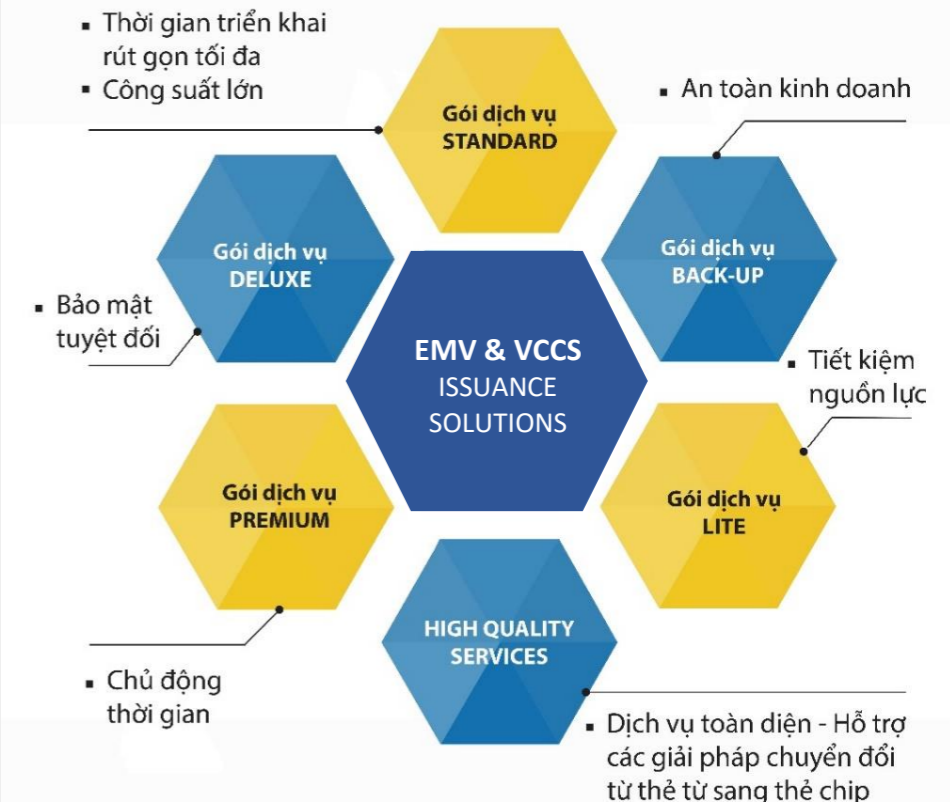 ▪ Thời gian triển khai
rút gọn tối đa
▪ Công suất lớn
Gói dịch vụ
STANDARD
▪ An toàn kinh doanh
Gói dịch vụ
DELUXE
Gói dịch vụ
BACK-UP
▪ Bảo mật
tuyệt đối
EMV & VCCS
ISSUANCE
SOLUTIONS
▪ Tiết kiệm
nguồn lực
Gói dịch vụ
PREMIUM
Gói dịch vụ
LITE
HIGH QUALITY
SERVICES
▪ Chủ động
thời gian
▪ Dịch vụ toàn diện - Hỗ trợ
các giải pháp chuyển đổi
từ thẻ từ sang thẻ chip